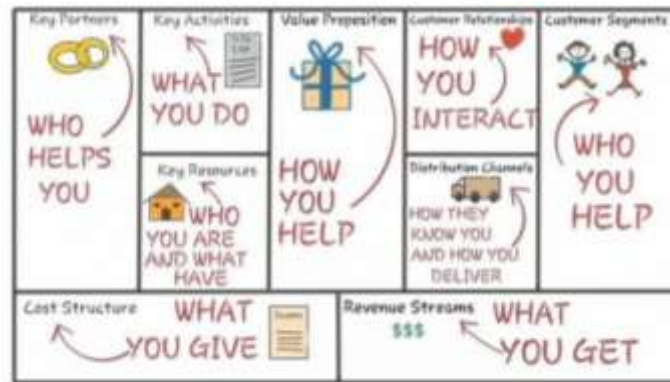 Key Partners
WHO
HELPS
YOU
Key Activities
WHAT
YOU DO
Key Resources
WHO
YOU ARE
AND WHAT
HAVE
Value Proposition
HOW
YOU
HELP
Customer Relationships
HOW
YOU
INTERACT
Distribution Channels
HOW THEY
KNOW YOU
AND HOW YOU
DELIVER
Customer Segments
WHO
YOU
HELP
Cost Structure
WHAT
YOU GIVE
Revenue Streams
$$$
WHAT
YOU GET